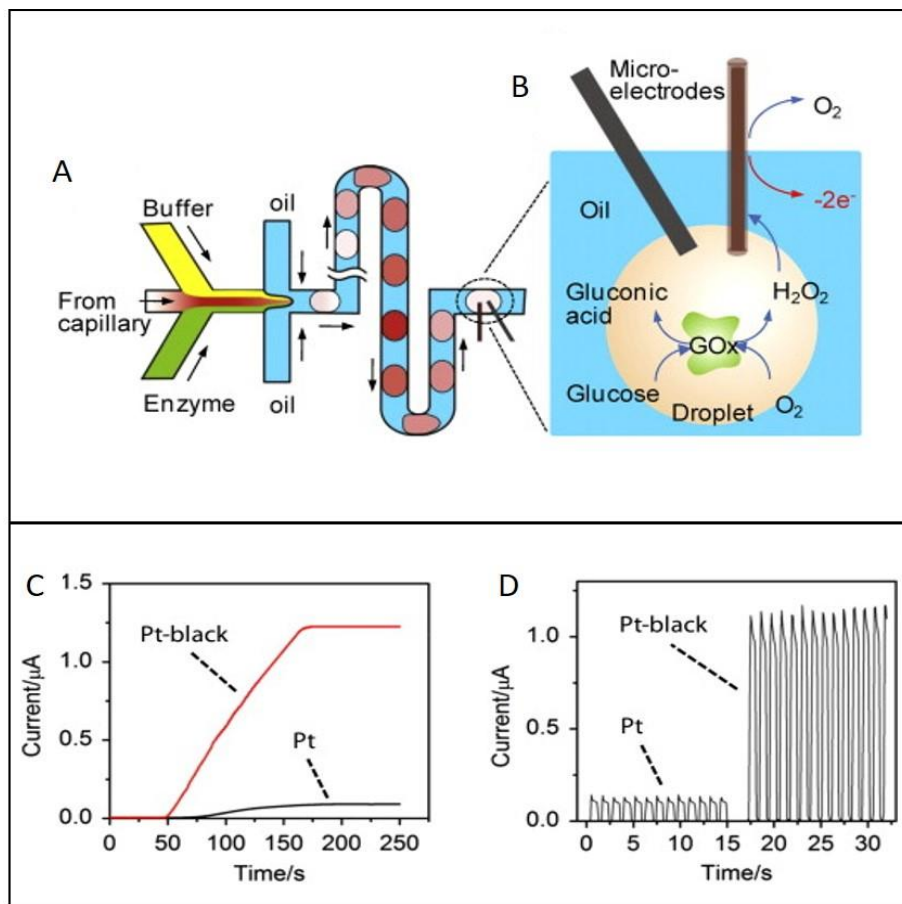 A
Buffer
From
capillary
Enzyme
oil
oil
B
Micro-
electrodes
O₂
-2e⁻
Oil
H₂O₂
Gluconic
acid
GOx
Glucose
O₂
Droplet
C
1.5
1.0
0.5
0.0
Current/µA
Pt-black
Pt
0 50 100 150 200 250
Time/s
D
1.0
0.5
0.0
Current/µA
Pt-black
Pt
0 5 10 15 20 25 30
Time/s